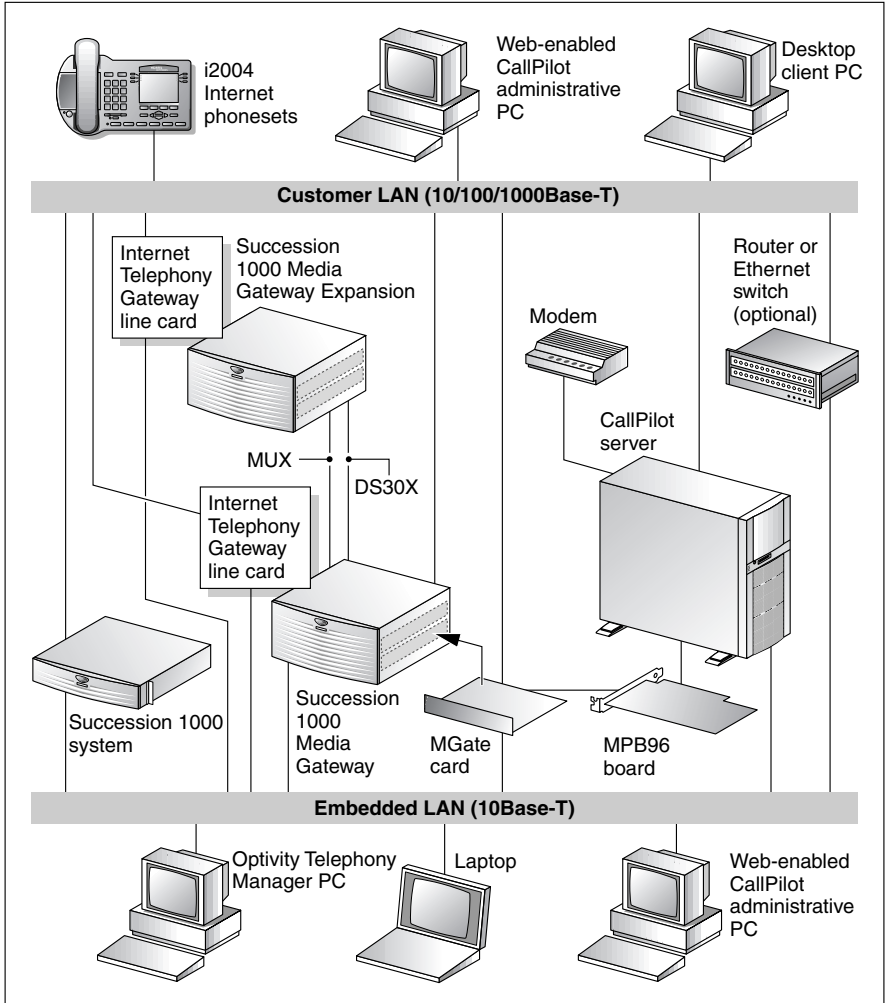 i2004
Internet
phonesets
Web-enabled
CallPilot
administrative
PC
Desktop
client PC
Customer LAN (10/100/1000Base-T)
Internet
Telephony
Gateway
line card
Succession
1000 Media
Gateway Expansion
Modem
Router or
Ethernet
switch
(optional)
CallPilot
server
MUX
DS30X
Internet
Telephony
Gateway
line card
Succession 1000
system
Succession
1000
Media
Gateway
MGate
card
MPB96
board
Embedded LAN (10Base-T)
Optivity Telephony
Manager PC
Laptop
Web-enabled
CallPilot
administrative
PC